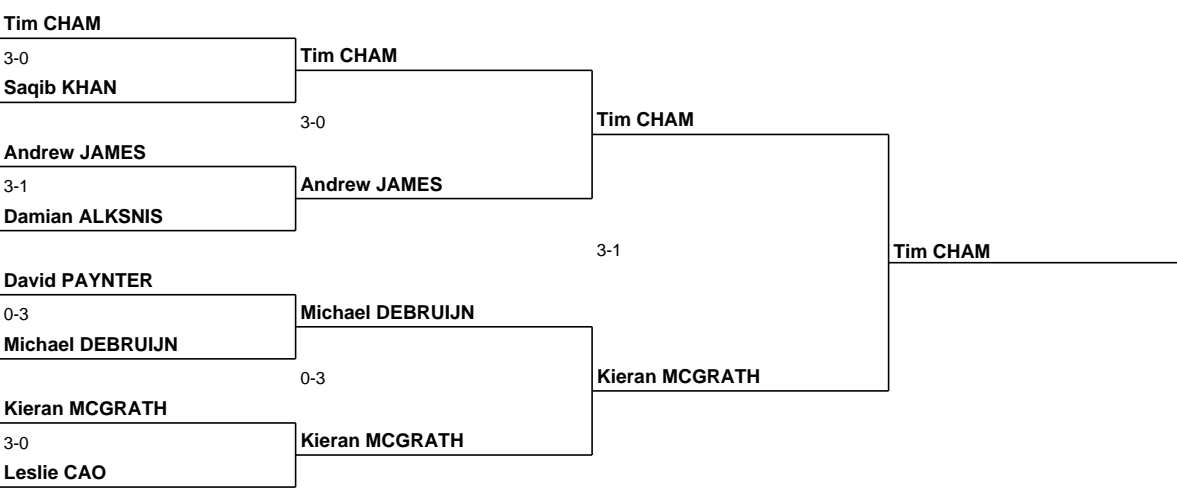 Tim CHAM
3-0
Tim CHAM
Saqib KHAN
3-0
Tim CHAM
Andrew JAMES
3-1
Andrew JAMES
Damian ALKSNIS
3-1
Tim CHAM
David PAYNTER
0-3
Michael DEBRUIJN
Michael DEBRUIJN
0-3
Kieran MCGRATH
Kieran MCGRATH
3-0
Kieran MCGRATH
Leslie CAO